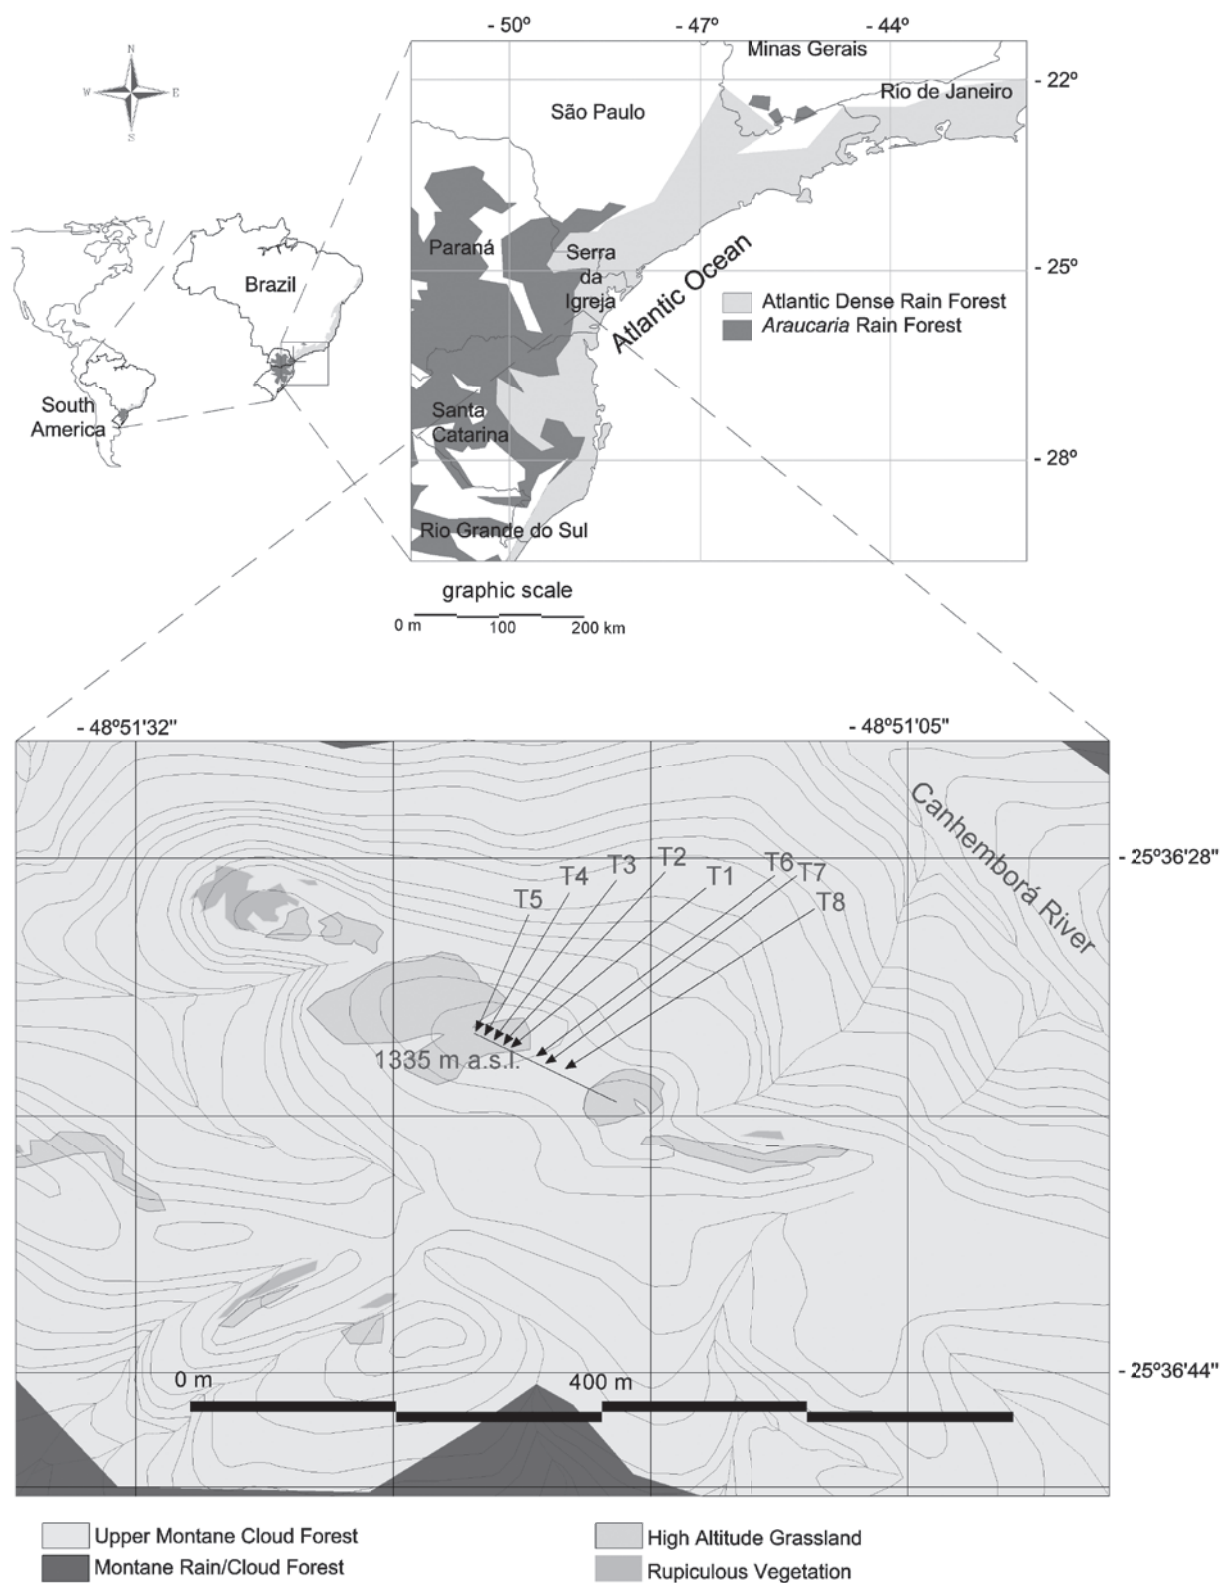 - 50º
- 47º
- 44º
N
W
E
S
Minas Gerais
- 22º
Rio de Janeiro
São Paulo
Paraná
Serra
da
Igreja
Atlantic Ocean
- 25º
Brazil
Atlantic Dense Rain Forest
Araucaria Rain Forest
South
America
Santa
Catarina
- 28º
Rio Grande do Sul
graphic scale
0 m
100
200 km
- 48º51'32"
- 48º51'05"
Canhemborá River
- 25º36'28"
T5
T4
T3
T2
T1
T6
T7
T8
1335 m a.s.l.
- 25º36'44"
0 m
400 m
Upper Montane Cloud Forest
High Altitude Grassland
Montane Rain/Cloud Forest
Rupiculous Vegetation